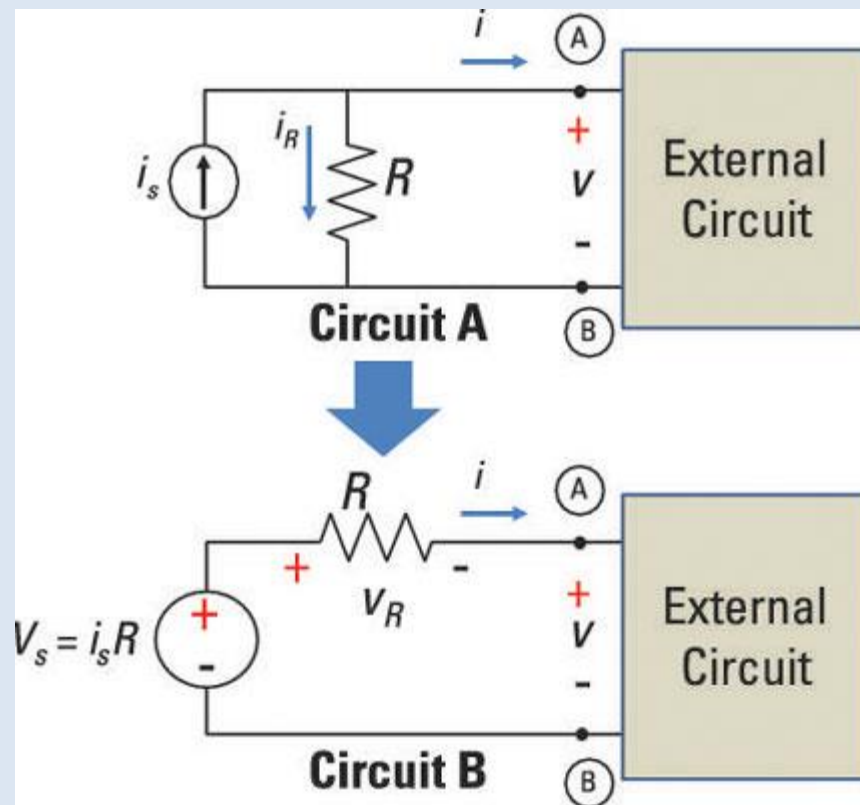 i
A
i_R
i_s
R
+
v
-
External
Circuit
Circuit A
B
R
i
A
+
-
v_R
V_s = i_sR
+
-
+
v
-
External
Circuit
Circuit B
B